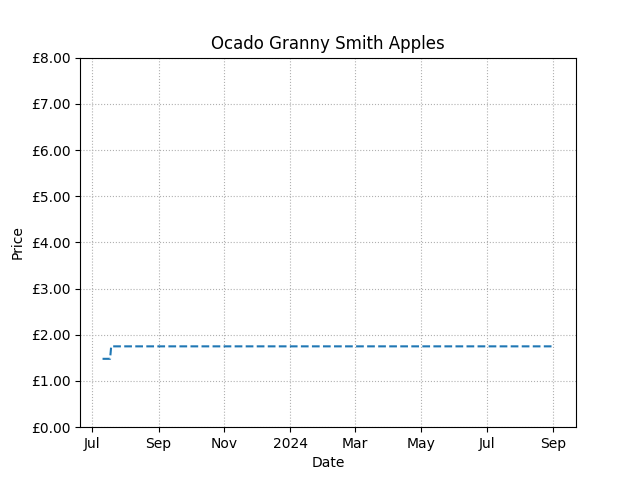 Ocado Granny Smith Apples
£8.00
£7.00
£6.00
£5.00
£4.00
£3.00
£2.00
£1.00
£0.00
Price
Jul Sep Nov 2024 Mar May Jul Sep
Date